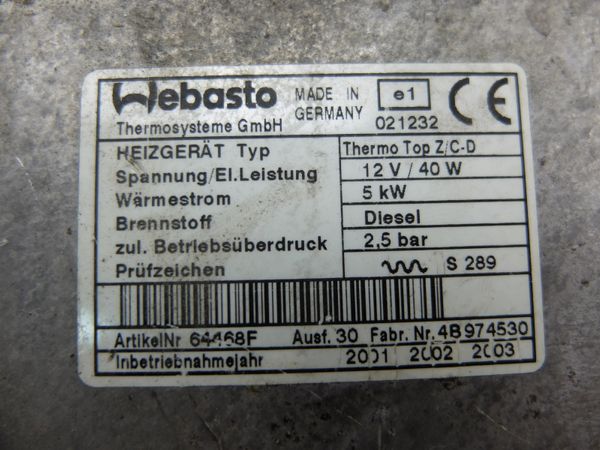 Webasto MADE IN GERMANY e1 CE
Thermosysteme GmbH 021232
HEIZGERÄT Typ Thermo Top Z/C-D
Spannung/El.Leistung 12 V / 40 W
Wärmestrom 5 kW
Brennstoff Diesel
zul. Betriebsüberdruck 2,5 bar
Prüfzeichen S 289
ArtikelNr 64468F Ausf. 30 Fabr. Nr. 4B974530
Inbetriebnahmejahr 2001 2002 2003